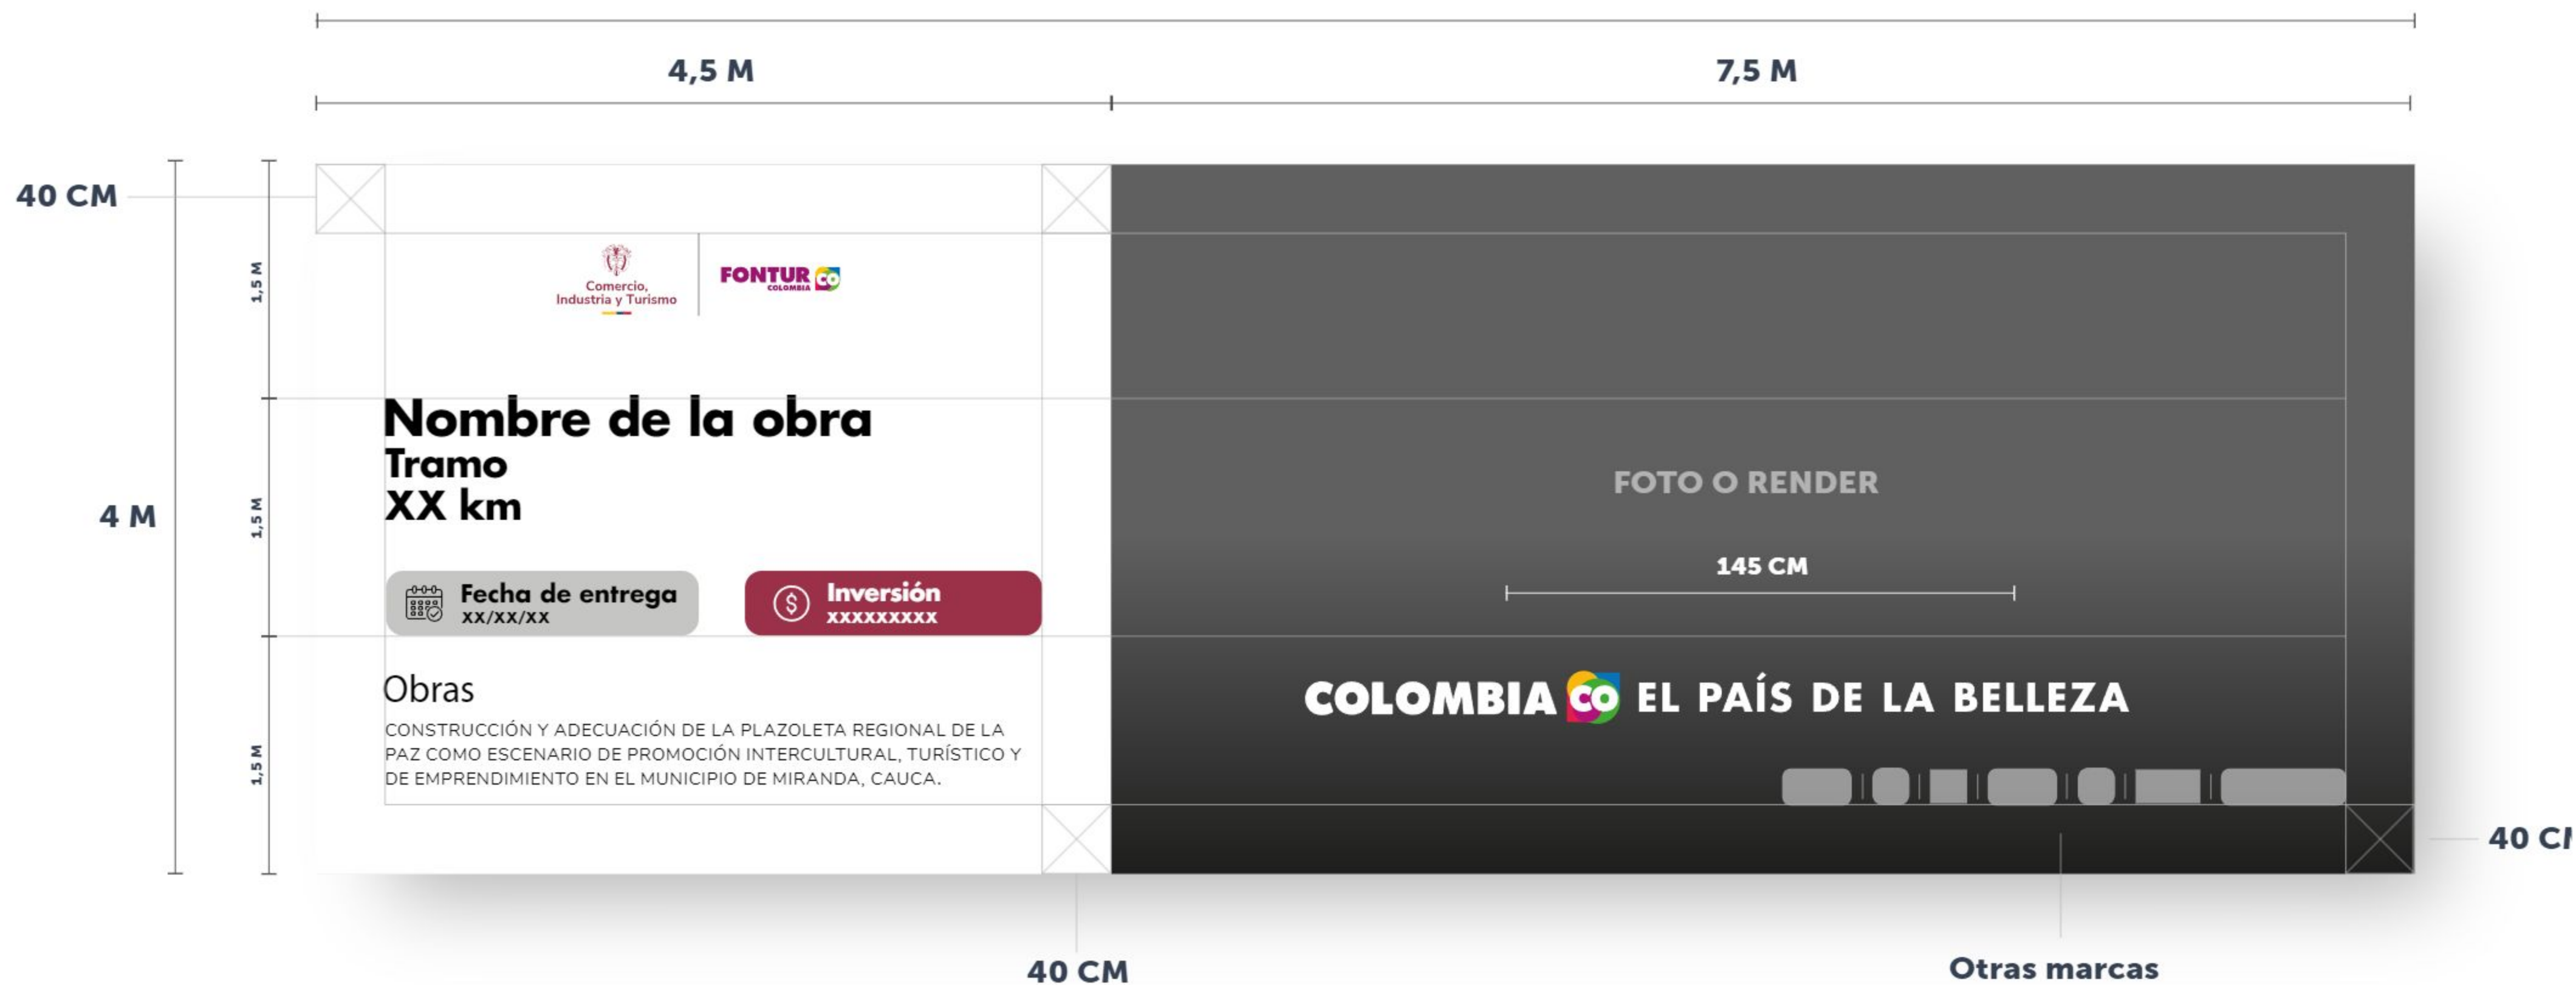 4,5 M
7,5 M
40 CM
4 M
1,5 M
1,5 M
1,5 M
Comercio,
Industria y Turismo
FONTUR CO
COLOMBIA
Nombre de la obra
Tramo
XX km
Fecha de entrega
xx/xx/xx
Inversión
xxxxxxxxx
Obras
CONSTRUCCIÓN Y ADECUACIÓN DE LA PLAZOLETA REGIONAL DE LA
PAZ COMO ESCENARIO DE PROMOCIÓN INTERCULTURAL, TURÍSTICO Y
DE EMPRENDIMIENTO EN EL MUNICIPIO DE MIRANDA, CAUCA.
FOTO O RENDER
145 CM
COLOMBIA CO EL PAÍS DE LA BELLEZA
40 CM
Otras marcas
40